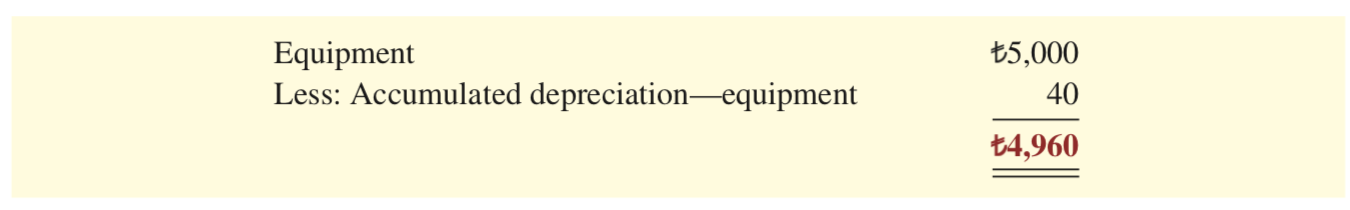 Equipment ₺5,000
Less: Accumulated depreciation—equipment 40
₺4,960